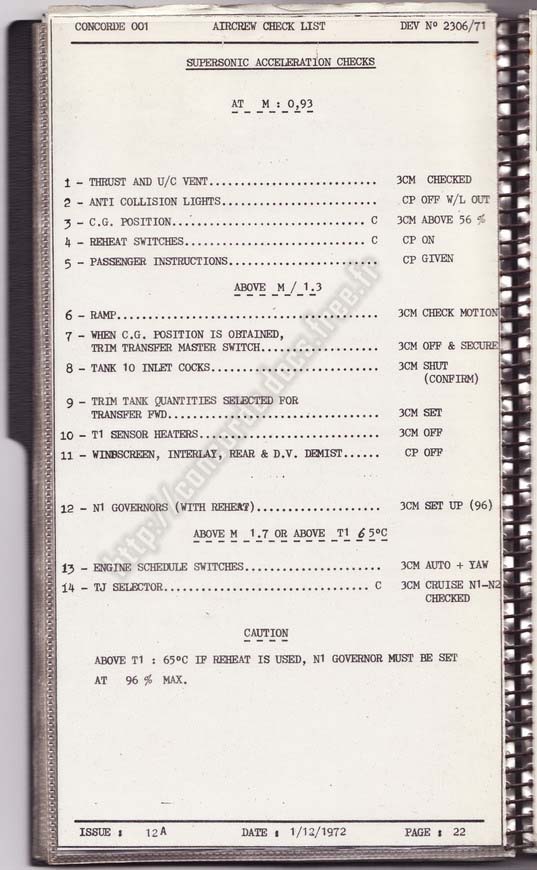 CONCORDE 001 AIRCREW CHECK LIST DEV Nº 2306/71
SUPERSONIC ACCELERATION CHECKS
AT M : 0,93
1 - THRUST AND U/C VENT............................ 3CM CHECKED
2 - ANTI COLLISION LIGHTS.......................... CP OFF W/L OUT
3 - C.G. POSITION................................ C 3CM ABOVE 56 %
4 - REHEAT SWITCHES.............................. C CP ON
5 - PASSENGER INSTRUCTIONS......................... CP GIVEN
ABOVE M / 1.3
6 - RAMP........................................... 3CM CHECK MOTION
7 - WHEN C.G. POSITION IS OBTAINED,
TRIM TRANSFER MASTER SWITCH.................... 3CM OFF & SECURE
8 - TANK 10 INLET COCKS............................ 3CM SHUT
(CONFIRM)
9 - TRIM TANK QUANTITIES SELECTED FOR
TRANSFER FWD................................... 3CM SET
10 - T1 SENSOR HEATERS............................. 3CM OFF
11 - WINDSCREEN, INTERLAY, REAR & D.V. DEMIST...... CP OFF
12 - N1 GOVERNORS (WITH REHEAT)..................... 3CM SET UP (96)
ABOVE M 1.7 OR ABOVE T1 65ºC
13 - ENGINE SCHEDULE SWITCHES....................... 3CM AUTO + YAW
14 - TJ SELECTOR................................... C 3CM CRUISE N1-N2
CHECKED
CAUTION
ABOVE T1 : 65ºC IF REHEAT IS USED, N1 GOVERNOR MUST BE SET
AT 96 % MAX.
ISSUE : 12A DATE : 1/12/1972 PAGE : 22
http://concorde.dots.free.fr